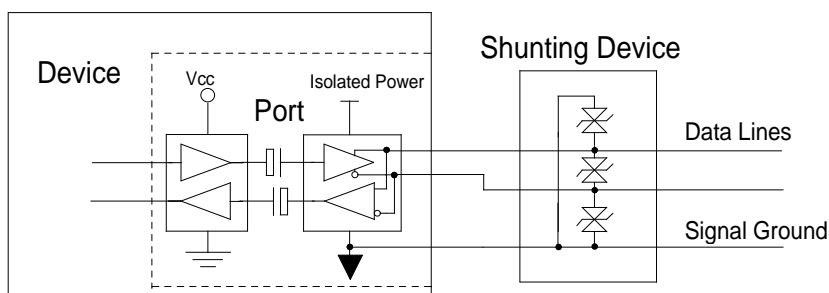 Shunting Device
Device
Vcc
Isolated Power
Port
Data Lines
Signal Ground